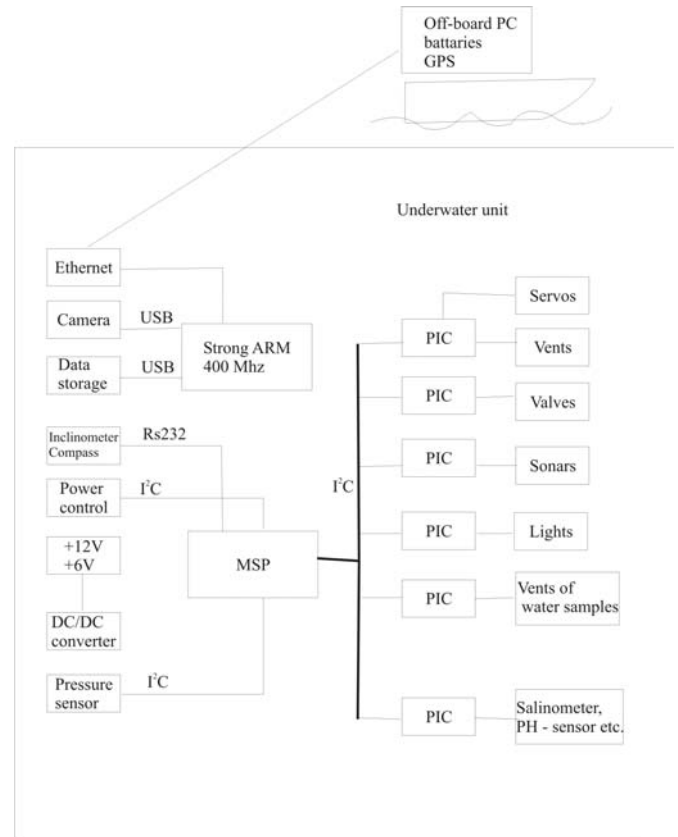 Off-board PC
battaries
GPS
Underwater unit
Ethernet
Camera
USB
Data
storage
USB
Strong ARM
400 Mhz
Inclinometer
Compass
Rs232
Power
control
I²C
+12V
+6V
DC/DC
converter
Pressure
sensor
I²C
MSP
I²C
PIC
Servos
Vents
PIC
Valves
PIC
Sonars
PIC
Lights
PIC
Vents of
water samples
PIC
Salinometer,
PH - sensor etc.